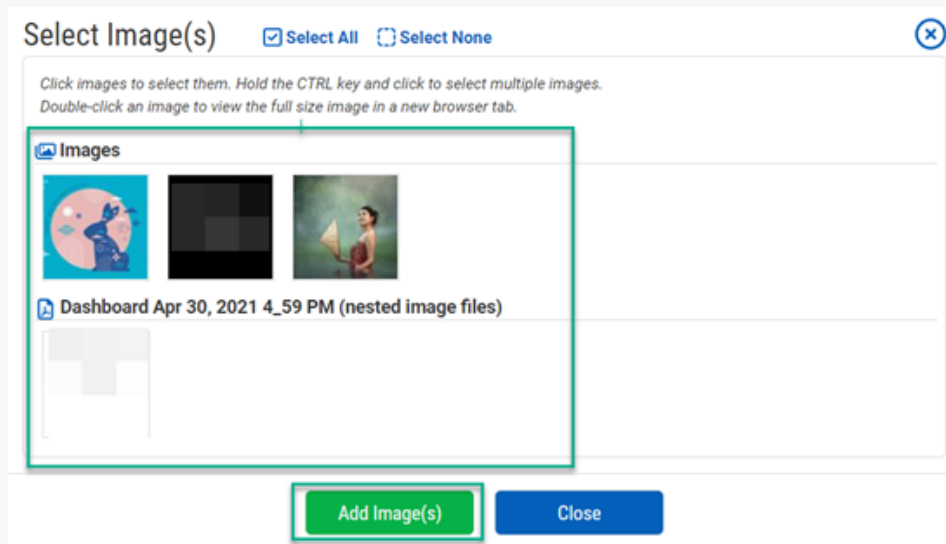 Select Image(s) Select All Select None
Click images to select them. Hold the CTRL key and click to select multiple images.
Double-click an image to view the full size image in a new browser tab.
Images
Dashboard Apr 30, 2021 4_59 PM (nested image files)
Add Image(s) Close